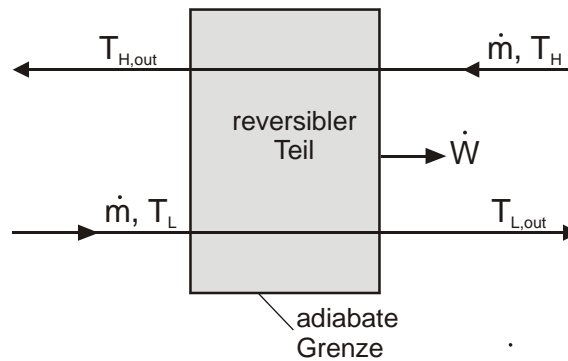 T_H,out
ṁ, T_H
reversibler
Teil
Ẇ
ṁ, T_L
T_L,out
adiabate
Grenze